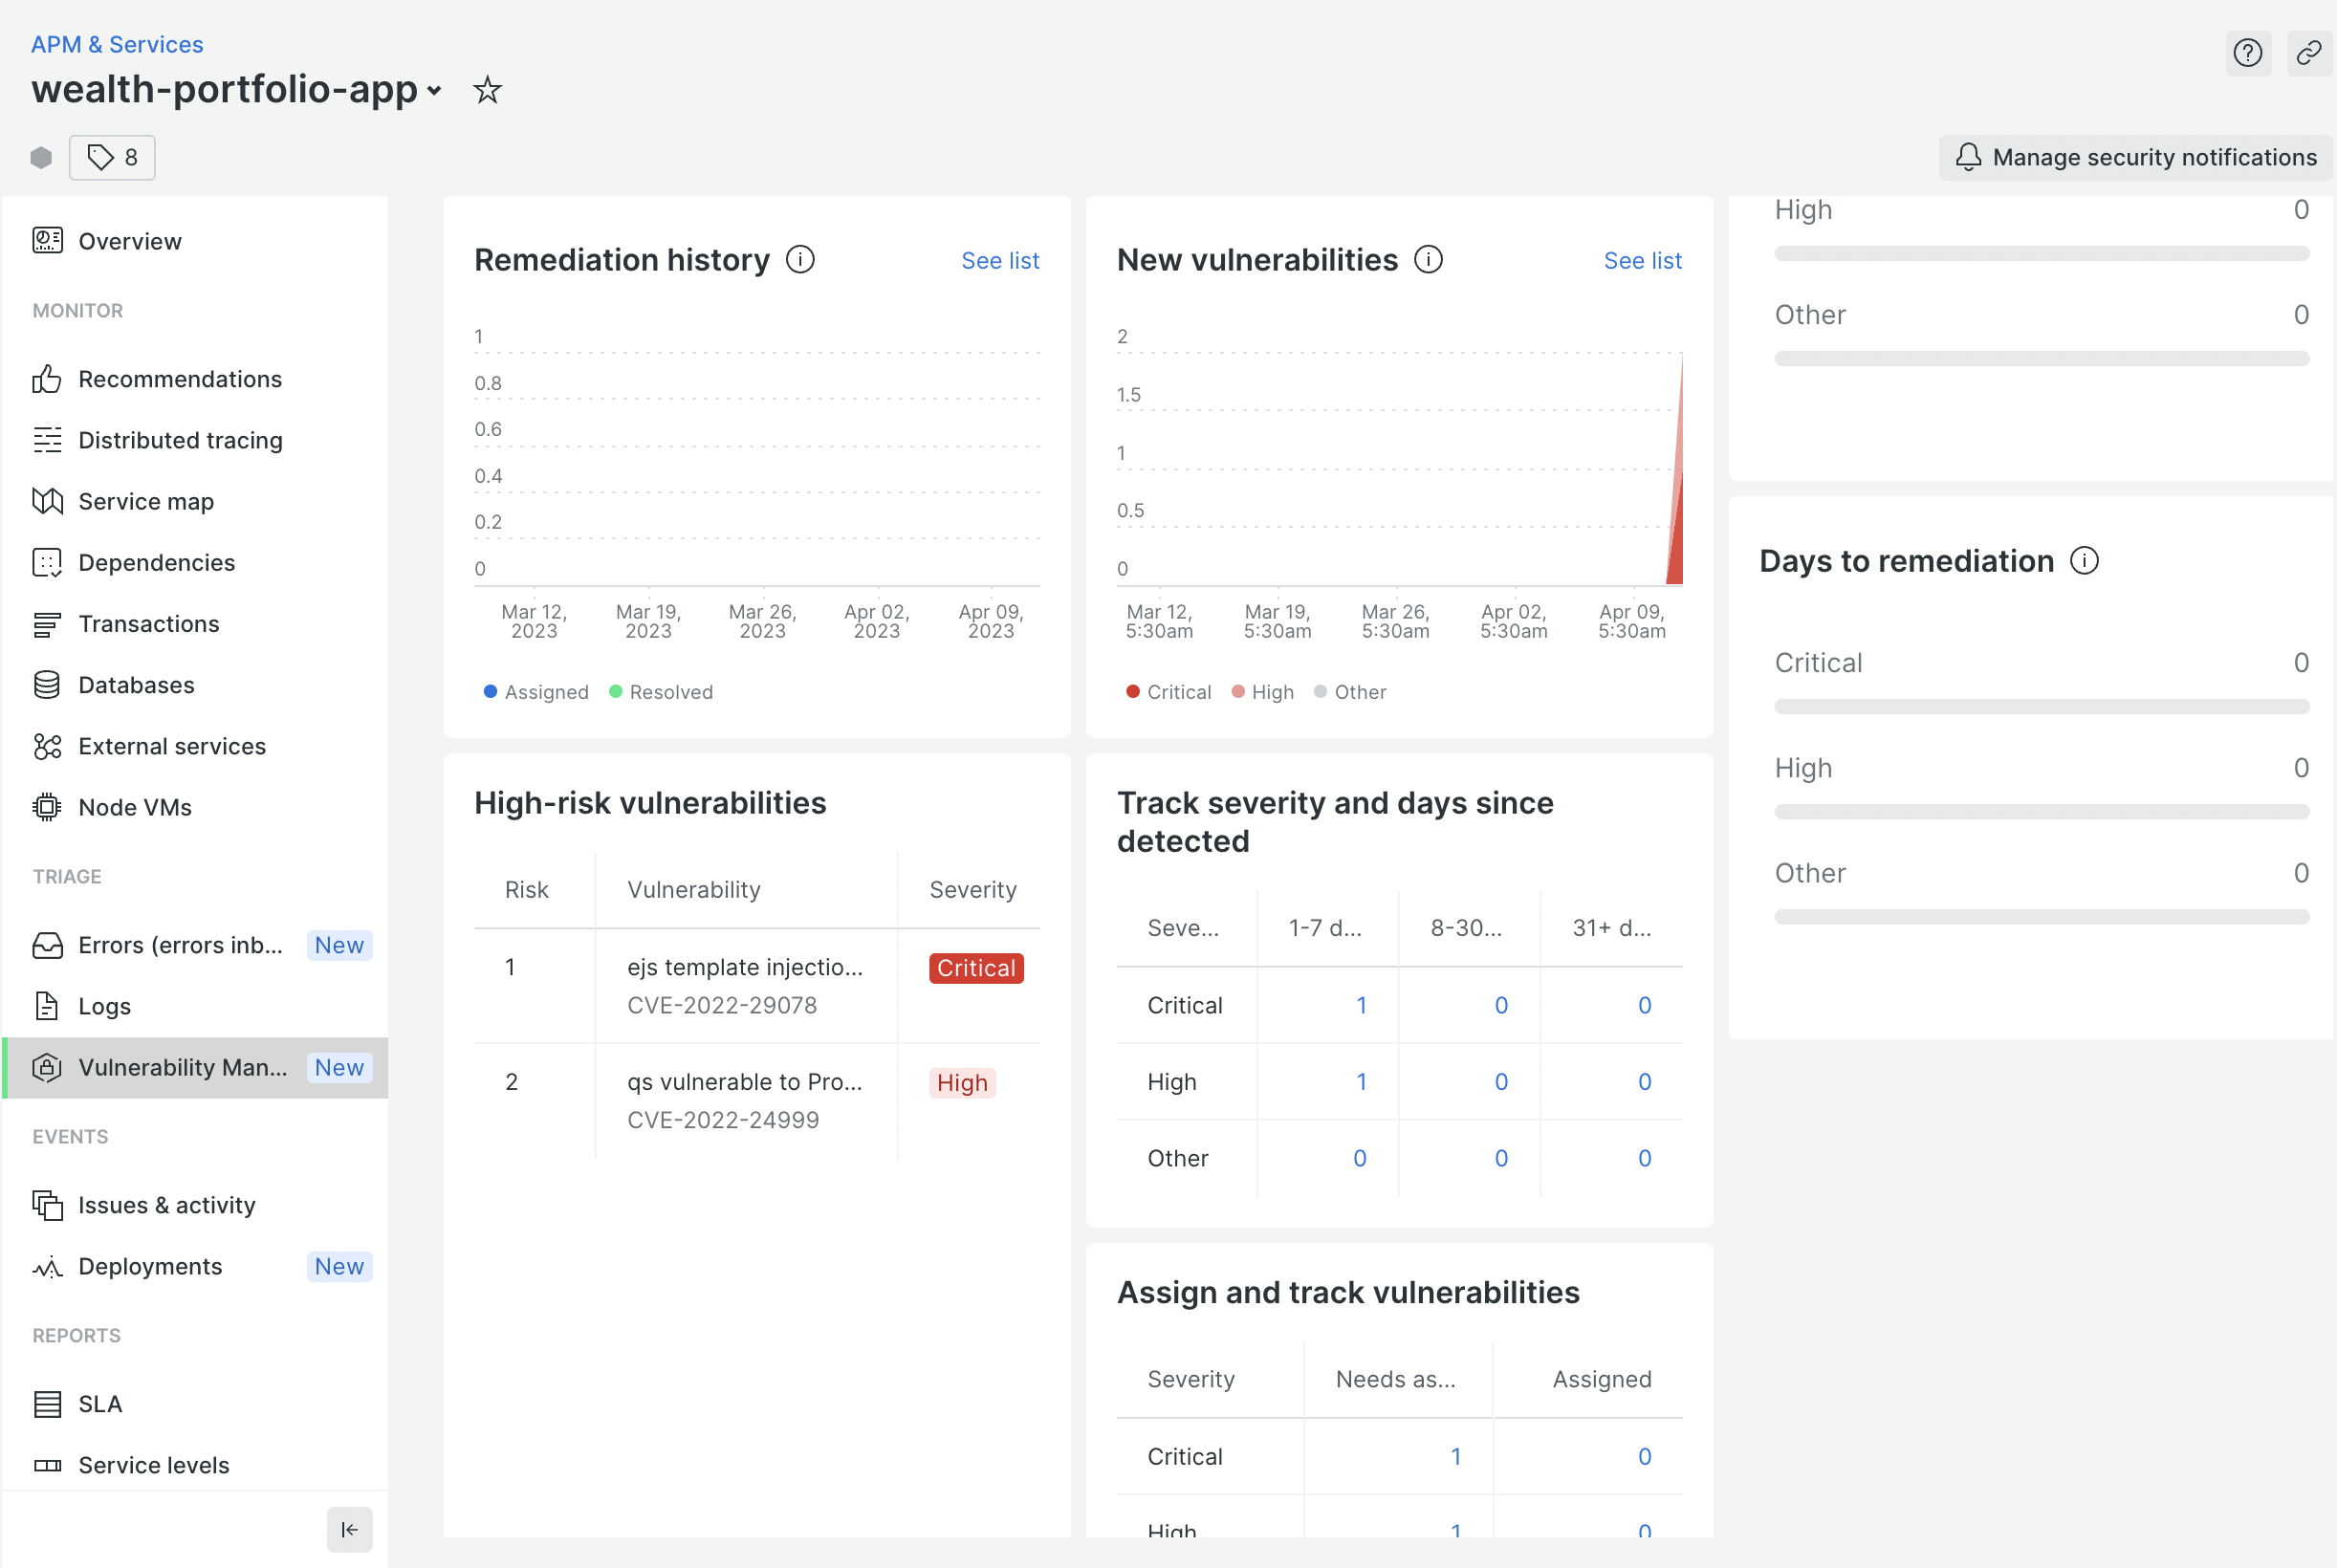 APM & Services
wealth-portfolio-app
8
Manage security notifications
Overview
MONITOR
Recommendations
Distributed tracing
Service map
Dependencies
Transactions
Databases
External services
Node VMs
TRIAGE
Errors (errors inb... New
Logs
Vulnerability Man... New
EVENTS
Issues & activity
Deployments New
REPORTS
SLA
Service levels
Remediation history See list
1
0.8
0.6
0.4
0.2
0
Mar 12, Mar 19, Mar 26, Apr 02, Apr 09,
2023 2023 2023 2023 2023
Assigned Resolved
New vulnerabilities See list
2
1.5
1
0.5
0
Mar 12, Mar 19, Mar 26, Apr 02, Apr 09,
5:30am 5:30am 5:30am 5:30am 5:30am
Critical High Other
High 0
Other 0
Days to remediation
Critical 0
High 0
Other 0
High-risk vulnerabilities
Risk Vulnerability Severity
1 ejs template injectio... Critical
CVE-2022-29078
2 qs vulnerable to Pro... High
CVE-2022-24999
Track severity and days since
detected
Seve... 1-7 d... 8-30... 31+ d...
Critical 1 0 0
High 1 0 0
Other 0 0 0
Assign and track vulnerabilities
Severity Needs as... Assigned
Critical 1 0
High 1 0